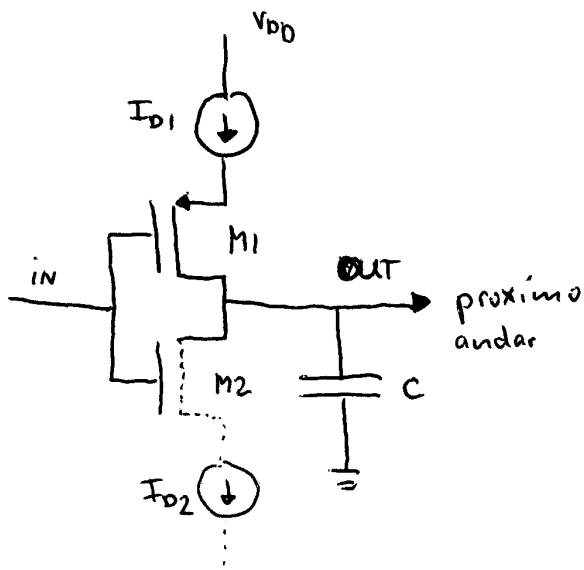 VDD
ID1
M1
iN
OUT
proximo
andar
M2
C
ID2